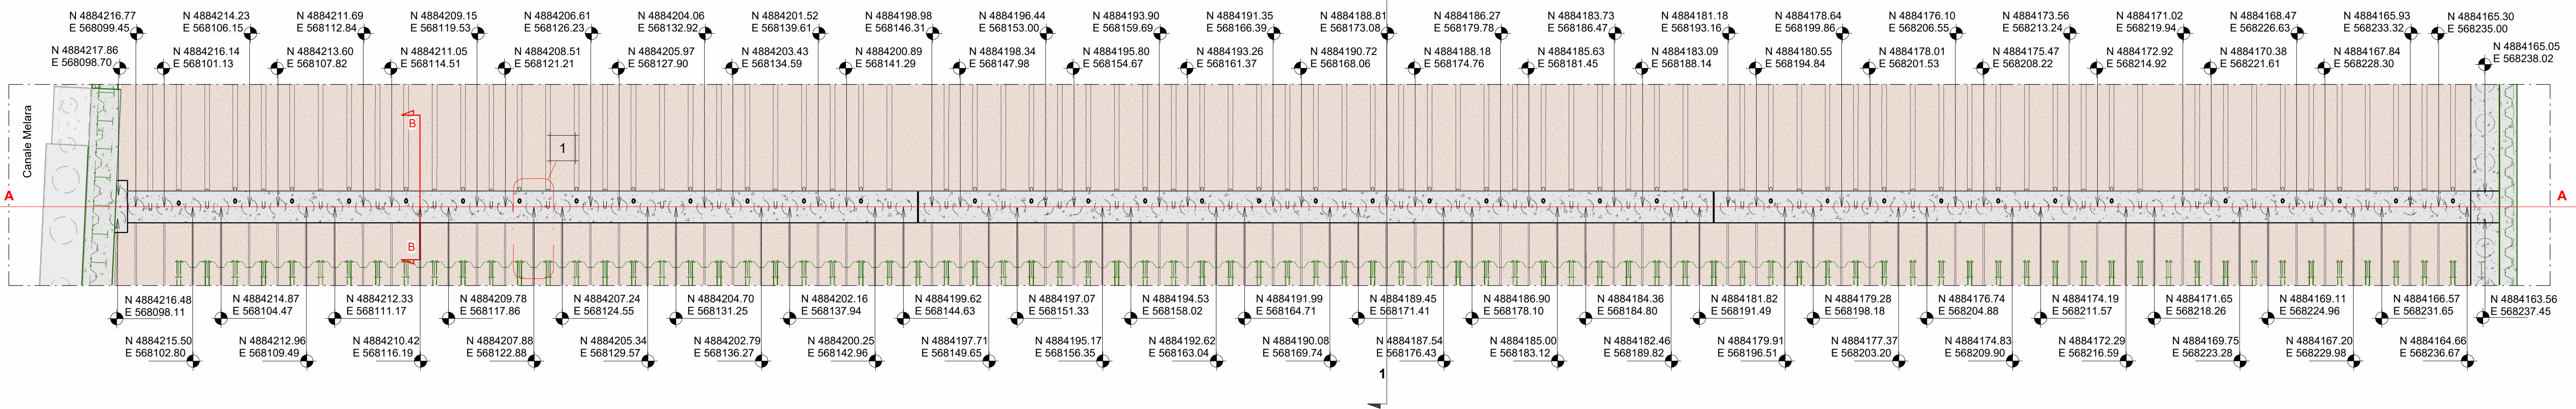 N 4884216.77
E 568099.45
N 4884214.23
E 568106.15
N 4884211.69
E 568112.84
N 4884209.15
E 568119.53
N 4884206.61
E 568126.23
N 4884204.06
E 568132.92
N 4884201.52
E 568139.61
N 4884198.98
E 568146.31
N 4884196.44
E 568153.00
N 4884193.90
E 568159.69
N 4884191.35
E 568166.39
N 4884188.81
E 568173.08
N 4884186.27
E 568179.78
N 4884183.73
E 568186.47
N 4884181.18
E 568193.16
N 4884178.64
E 568199.86
N 4884176.10
E 568206.55
N 4884173.56
E 568213.24
N 4884171.02
E 568219.94
N 4884168.47
E 568226.63
N 4884165.93
E 568233.32
N 4884165.30
E 568235.00
N 4884217.86
E 568098.70
N 4884216.14
E 568101.13
N 4884213.60
E 568107.82
N 4884211.05
E 568114.51
N 4884208.51
E 568121.21
N 4884205.97
E 568127.90
N 4884203.43
E 568134.59
N 4884200.89
E 568141.29
N 4884198.34
E 568147.98
N 4884195.80
E 568154.67
N 4884193.26
E 568161.37
N 4884190.72
E 568168.06
N 4884188.18
E 568174.76
N 4884185.63
E 568181.45
N 4884183.09
E 568188.14
N 4884180.55
E 568194.84
N 4884178.01
E 568201.53
N 4884175.47
E 568208.22
N 4884172.92
E 568214.92
N 4884170.38
E 568221.61
N 4884167.84
E 568228.30
N 4884165.05
E 568238.02
Canale Melara
B
1
A
A
B
N 4884216.48
E 568098.11
N 4884214.87
E 568104.47
N 4884212.33
E 568111.17
N 4884209.78
E 568117.86
N 4884207.24
E 568124.55
N 4884204.70
E 568131.25
N 4884202.16
E 568137.94
N 4884199.62
E 568144.63
N 4884197.07
E 568151.33
N 4884194.53
E 568158.02
N 4884191.99
E 568164.71
N 4884189.45
E 568171.41
N 4884186.90
E 568178.10
N 4884184.36
E 568184.80
N 4884181.82
E 568191.49
N 4884179.28
E 568198.18
N 4884176.74
E 568204.88
N 4884174.19
E 568211.57
N 4884171.65
E 568218.26
N 4884169.11
E 568224.96
N 4884166.57
E 568231.65
N 4884163.56
E 568237.45
N 4884215.50
E 568102.80
N 4884212.96
E 568109.49
N 4884210.42
E 568116.19
N 4884207.88
E 568122.88
N 4884205.34
E 568129.57
N 4884202.79
E 568136.27
N 4884200.25
E 568142.96
N 4884197.71
E 568149.65
N 4884195.17
E 568156.35
N 4884192.62
E 568163.04
N 4884190.08
E 568169.74
N 4884187.54
E 568176.43
N 4884185.00
E 568183.12
N 4884182.46
E 568189.82
N 4884179.91
E 568196.51
N 4884177.37
E 568203.20
N 4884174.83
E 568209.90
N 4884172.29
E 568216.59
N 4884169.75
E 568223.28
N 4884167.20
E 568229.98
N 4884164.66
E 568236.67
1